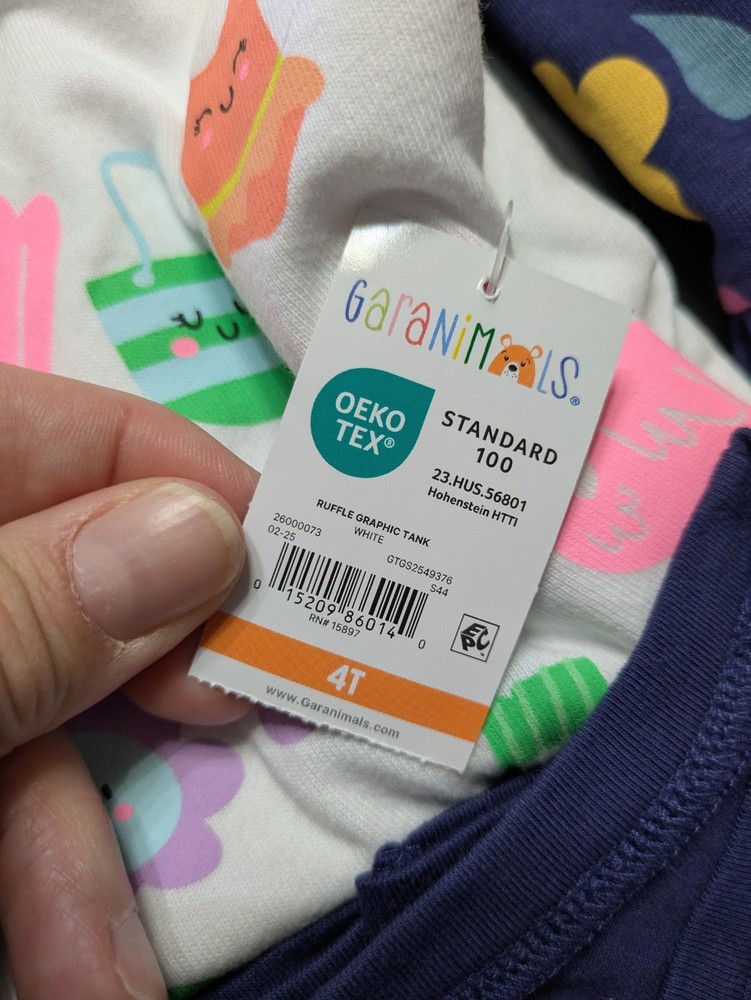 GaraNiMaLS®
OEKO
TEX®
STANDARD
100
23.HUS.56801
Hohenstein HTTI
RUFFLE GRAPHIC TANK
WHITE
26000073
02-25
GTGS2549376
S44
0 15209 86014 0
RN# 15897
EPC™
4T
www.Garanimals.com